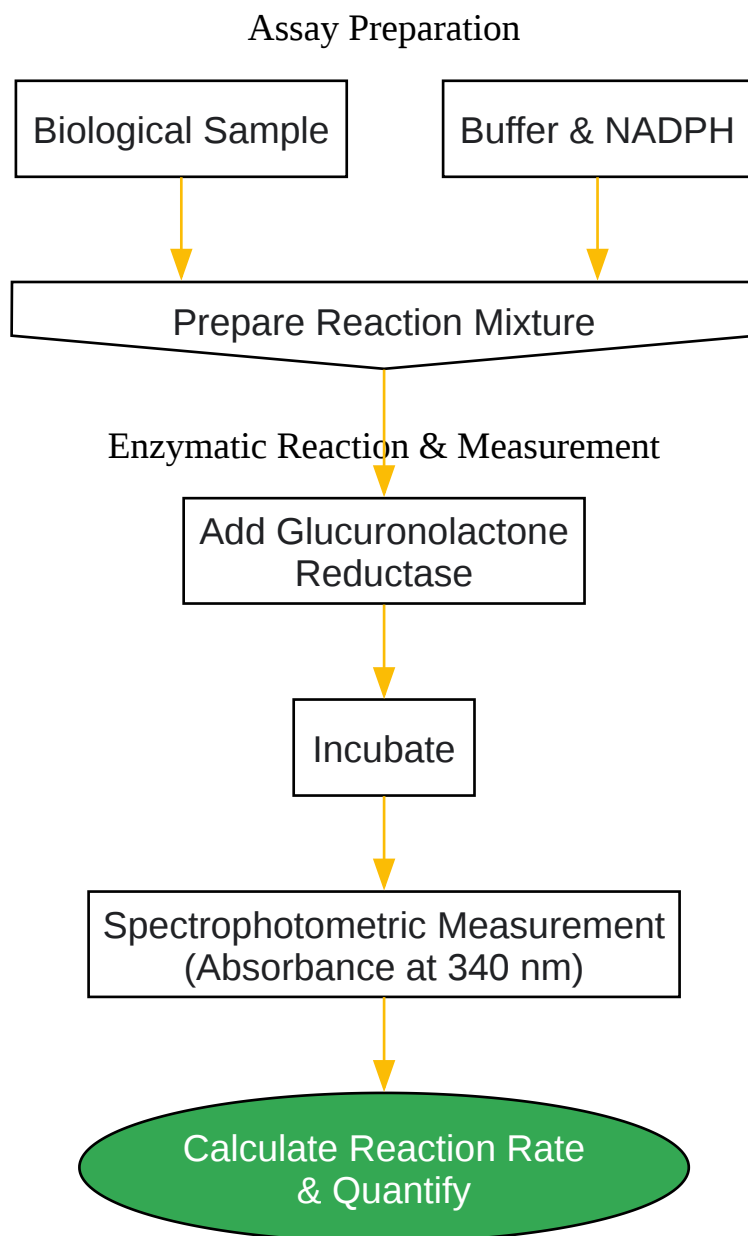 Assay Preparation
Biological Sample
Buffer & NADPH
Prepare Reaction Mixture
Enzymatic Reaction & Measurement
Add Glucuronolactone
Reductase
Incubate
Spectrophotometric Measurement
(Absorbance at 340 nm)
Calculate Reaction Rate
& Quantify